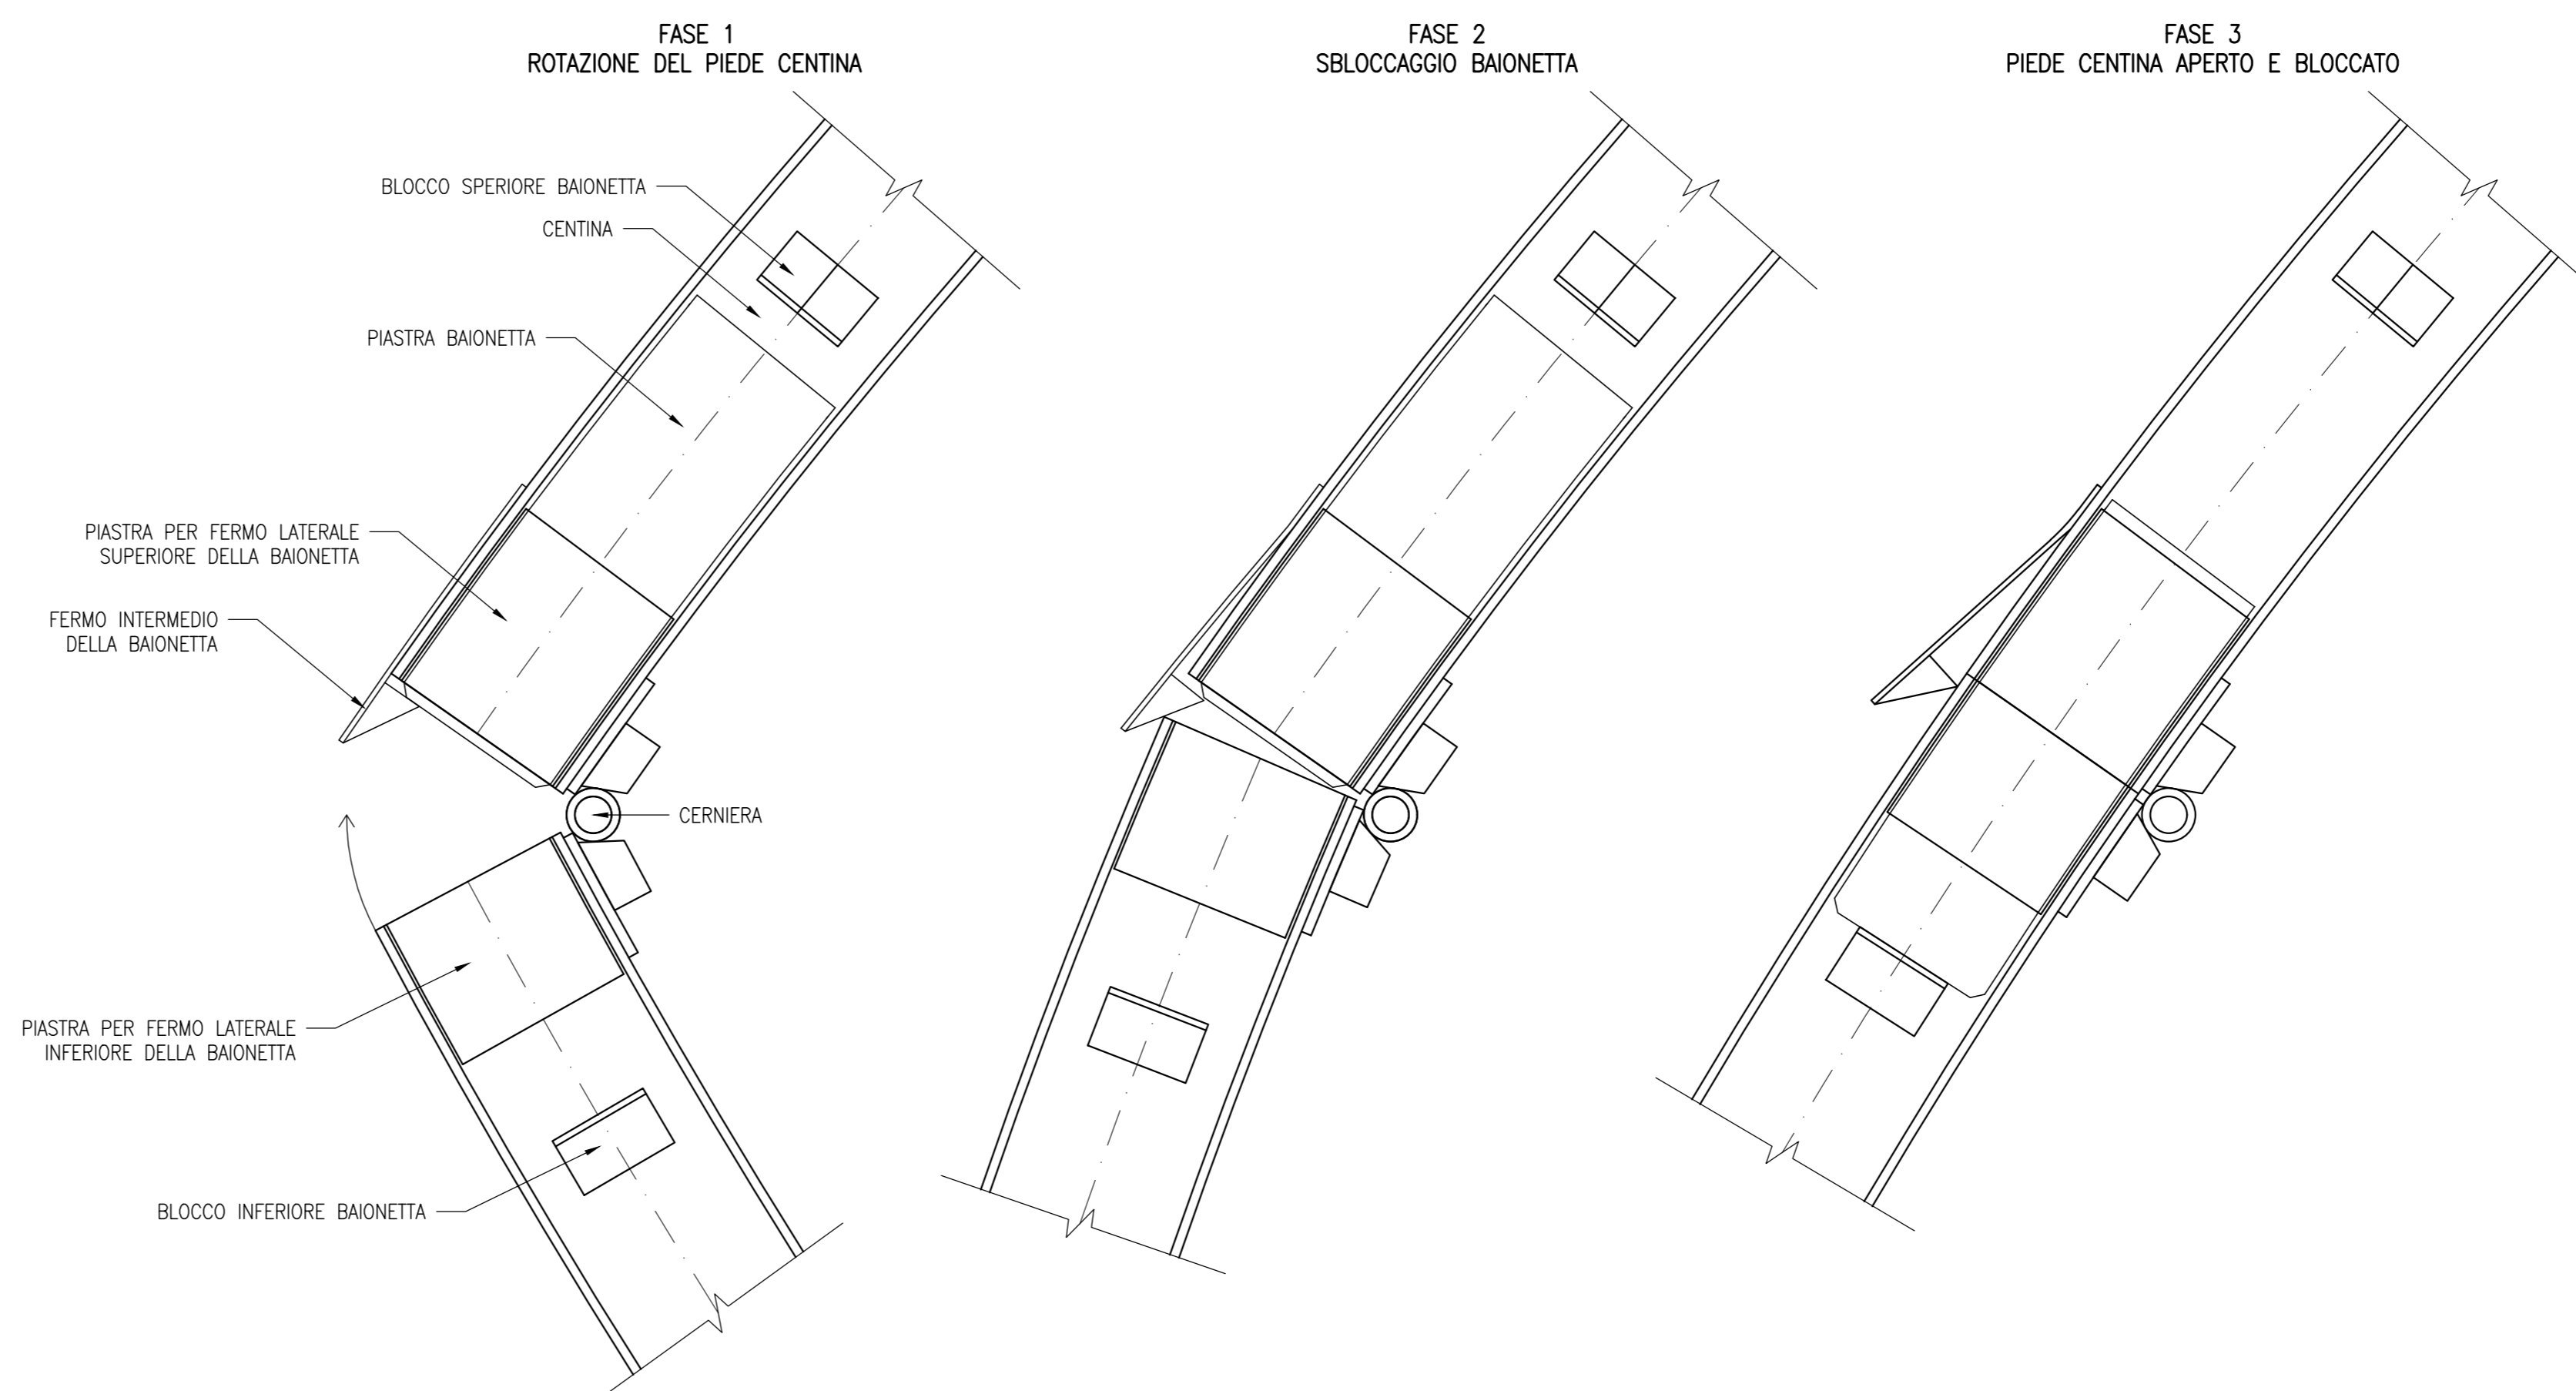 FASE 1
ROTAZIONE DEL PIEDE CENTINA
FASE 2
SBLOCCAGGIO BAIONETTA
FASE 3
PIEDE CENTINA APERTO E BLOCCATO
BLOCCO SPERIORE BAIONETTA
CENTINA
PIASTRA BAIONETTA
PIASTRA PER FERMO LATERALE
SUPERIORE DELLA BAIONETTA
FERMO INTERMEDIO
DELLA BAIONETTA
CERNIERA
PIASTRA PER FERMO LATERALE
INFERIORE DELLA BAIONETTA
BLOCCO INFERIORE BAIONETTA